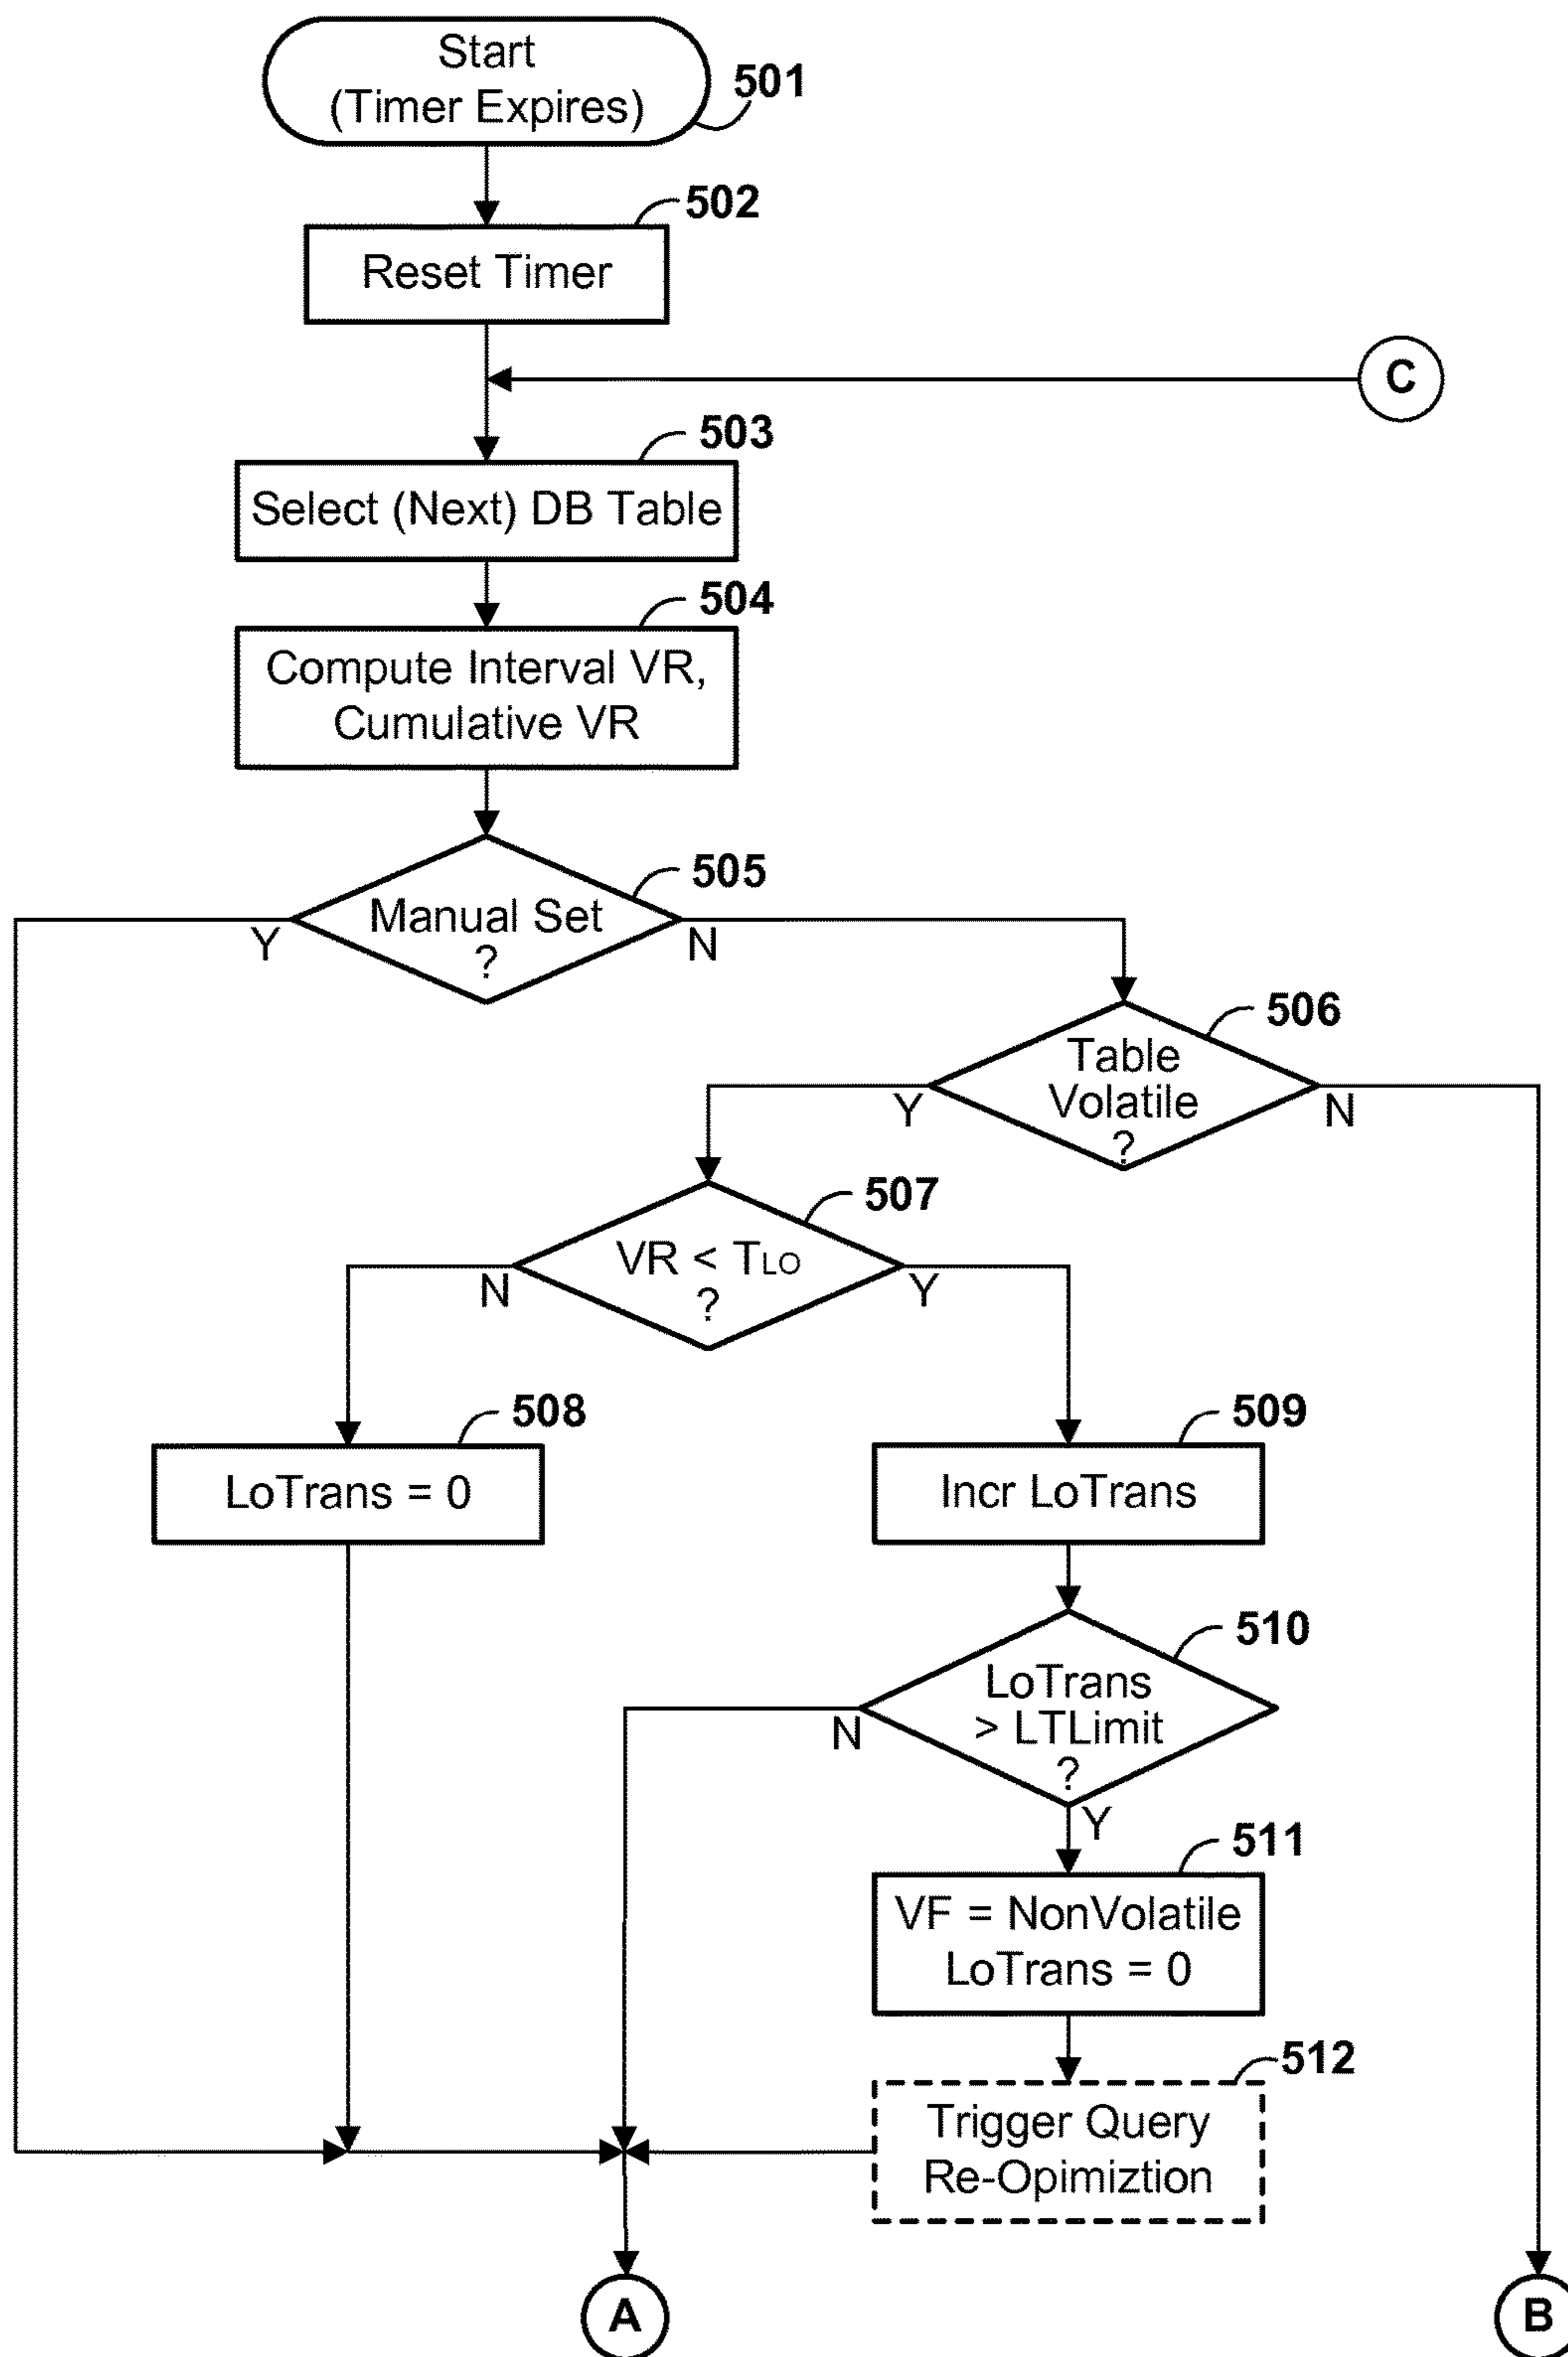 Start
(Timer Expires)
501
502
Reset Timer
C
503
Select (Next) DB Table
504
Compute Interval VR,
Cumulative VR
505
Manual Set
?
Y
N
506
Table
Volatile
?
Y
N
507
VR < TLO
?
N
Y
508
LoTrans = 0
509
Incr LoTrans
510
LoTrans
> LTLimit
?
N
Y
511
VF = NonVolatile
LoTrans = 0
512
Trigger Query
Re-Opimiztion
A
B